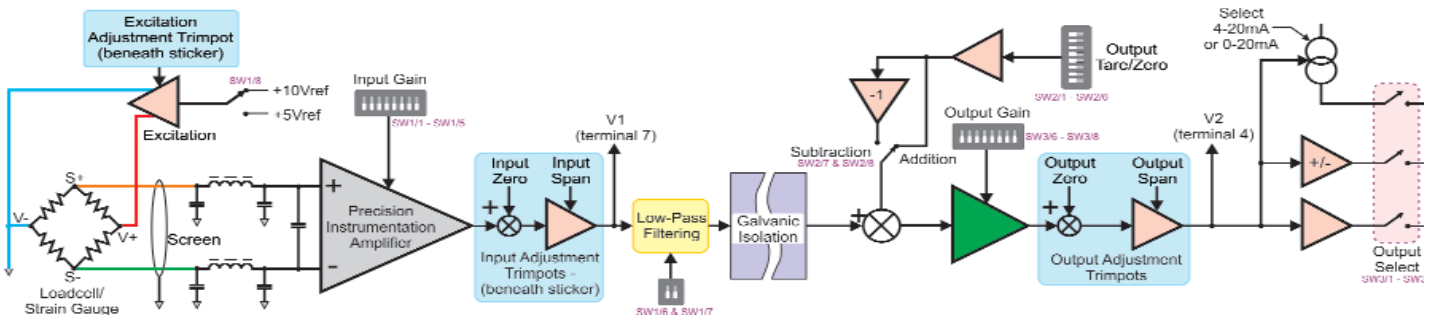 Excitation
Adjustment Trimpot
(beneath sticker)
SW1/8
+10Vref
+5Vref
Excitation
Input Gain
SW1/1 - SW1/5
S+
V-
V+
S-
Screen
Loadcell/
Strain Gauge
+
Precision
Instrumentation
Amplifier
−
Input
Zero
Input
Span
+
Input Adjustment
Trimpots -
(beneath sticker)
V1
(terminal 7)
Low-Pass
Filtering
SW1/6 & SW1/7
Galvanic
Isolation
-1
Subtraction
SW2/7 & SW2/8
Addition
+
Output
Tare/Zero
SW2/1 - SW2/6
Output Gain
SW3/6 - SW3/8
Output
Zero
Output
Span
+
Output Adjustment
Trimpots
V2
(terminal 4)
Select
4-20mA
or 0-20mA
+/-
Output
Select
SW3/1 - SW3